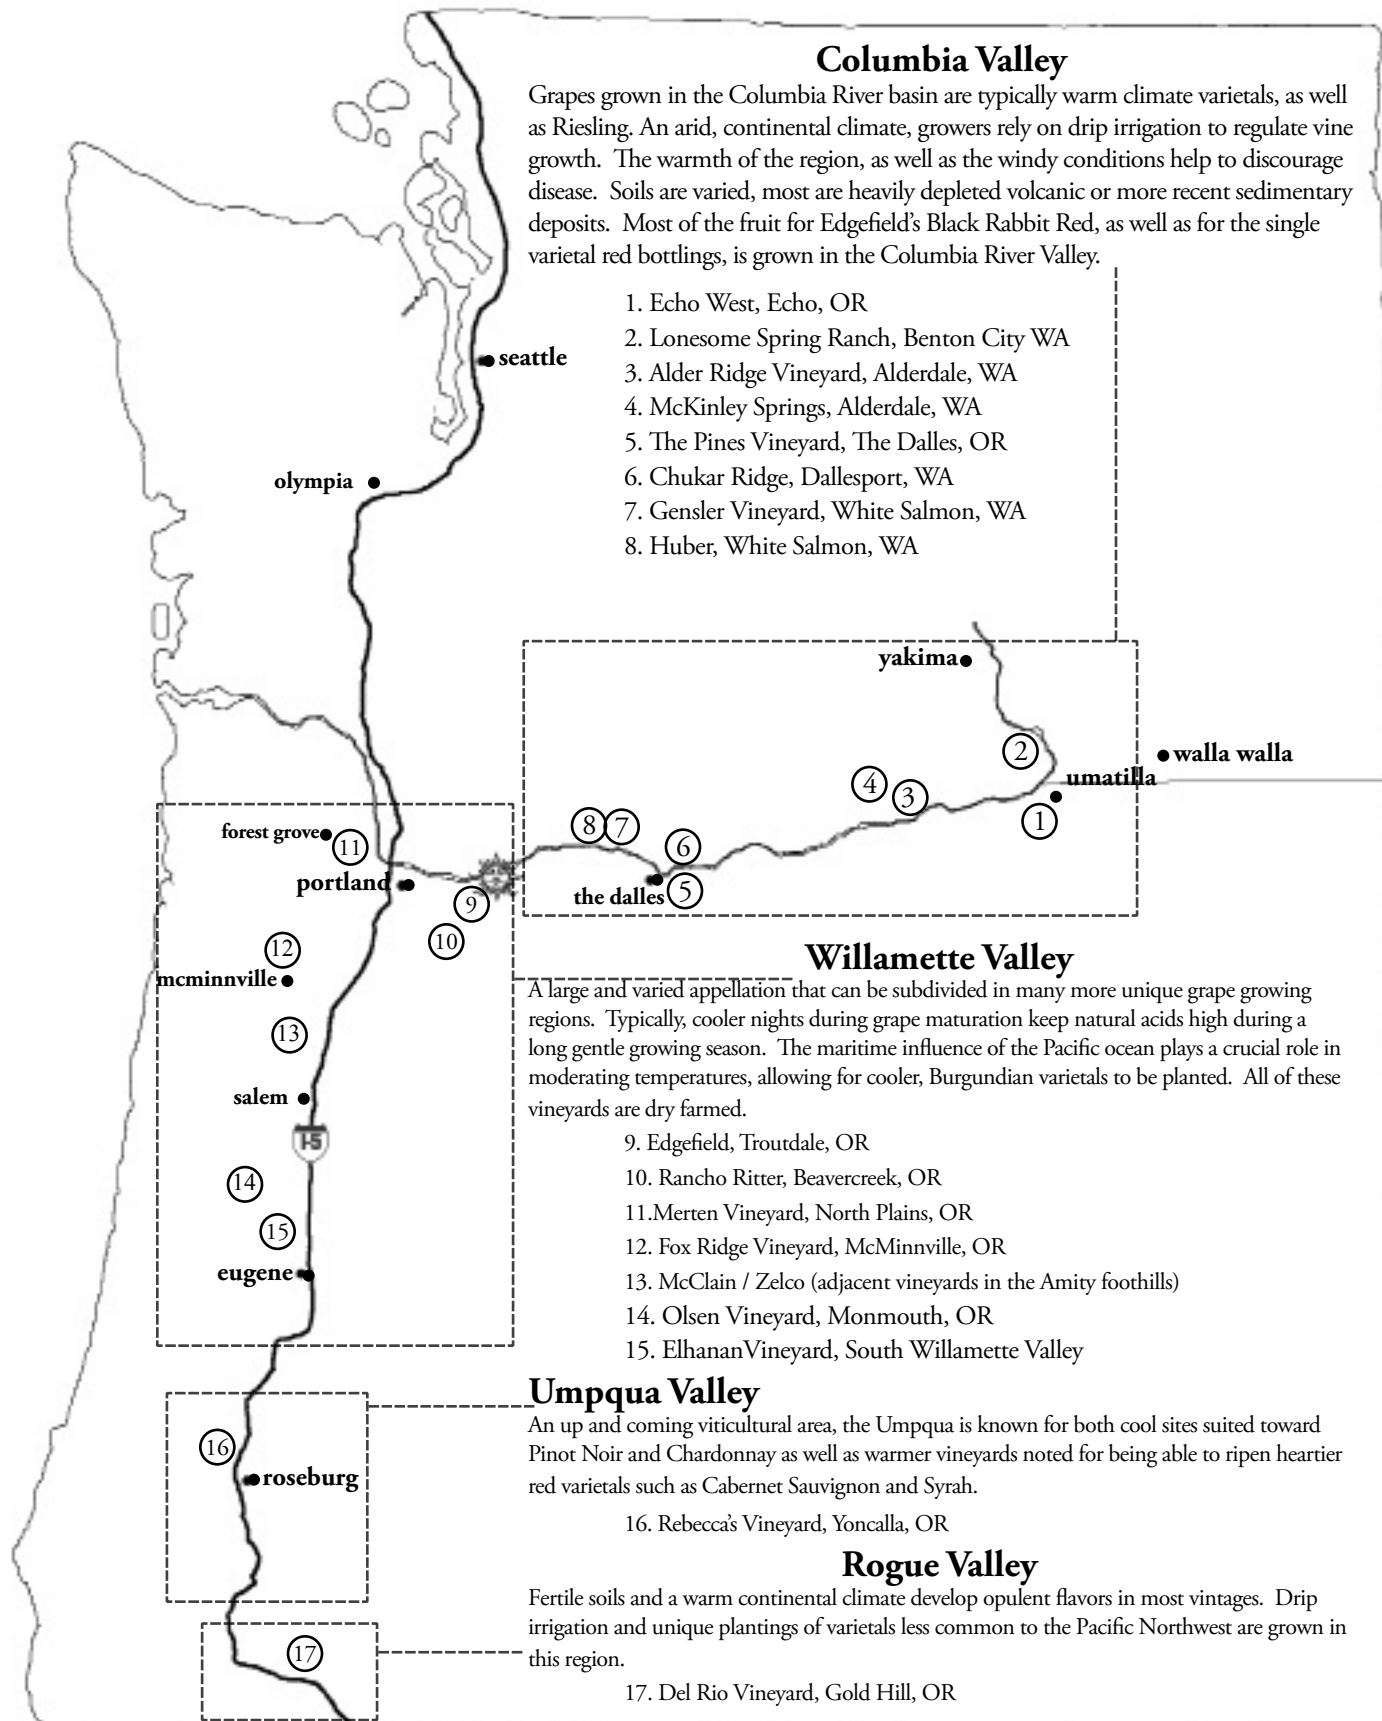 Columbia Valley
Grapes grown in the Columbia River basin are typically warm climate varietals, as well
as Riesling. An arid, continental climate, growers rely on drip irrigation to regulate vine
growth. The warmth of the region, as well as the windy conditions help to discourage
disease. Soils are varied, most are heavily depleted volcanic or more recent sedimentary
deposits. Most of the fruit for Edgefield's Black Rabbit Red, as well as for the single
varietal red bottlings, is grown in the Columbia River Valley.
1. Echo West, Echo, OR
2. Lonesome Spring Ranch, Benton City WA
3. Alder Ridge Vineyard, Alderdale, WA
4. McKinley Springs, Alderdale, WA
5. The Pines Vineyard, The Dalles, OR
6. Chukar Ridge, Dallesport, WA
7. Gensler Vineyard, White Salmon, WA
8. Huber, White Salmon, WA
seattle
olympia
yakima
2
walla walla
umatilla
4
3
1
8
7
6
the dalles
5
forest grove
11
portland
9
10
12
mcminnville
13
salem
I-5
14
15
eugene
Willamette Valley
A large and varied appellation that can be subdivided in many more unique grape growing
regions. Typically, cooler nights during grape maturation keep natural acids high during a
long gentle growing season. The maritime influence of the Pacific ocean plays a crucial role in
moderating temperatures, allowing for cooler, Burgundian varietals to be planted. All of these
vineyards are dry farmed.
9. Edgefield, Troutdale, OR
10. Rancho Ritter, Beavercreek, OR
11.Merten Vineyard, North Plains, OR
12. Fox Ridge Vineyard, McMinnville, OR
13. McClain / Zelco (adjacent vineyards in the Amity foothills)
14. Olsen Vineyard, Monmouth, OR
15. ElhananVineyard, South Willamette Valley
16
roseburg
Umpqua Valley
An up and coming viticultural area, the Umpqua is known for both cool sites suited toward
Pinot Noir and Chardonnay as well as warmer vineyards noted for being able to ripen heartier
red varietals such as Cabernet Sauvignon and Syrah.
16. Rebecca's Vineyard, Yoncalla, OR
17
Rogue Valley
Fertile soils and a warm continental climate develop opulent flavors in most vintages. Drip
irrigation and unique plantings of varietals less common to the Pacific Northwest are grown in
this region.
17. Del Rio Vineyard, Gold Hill, OR